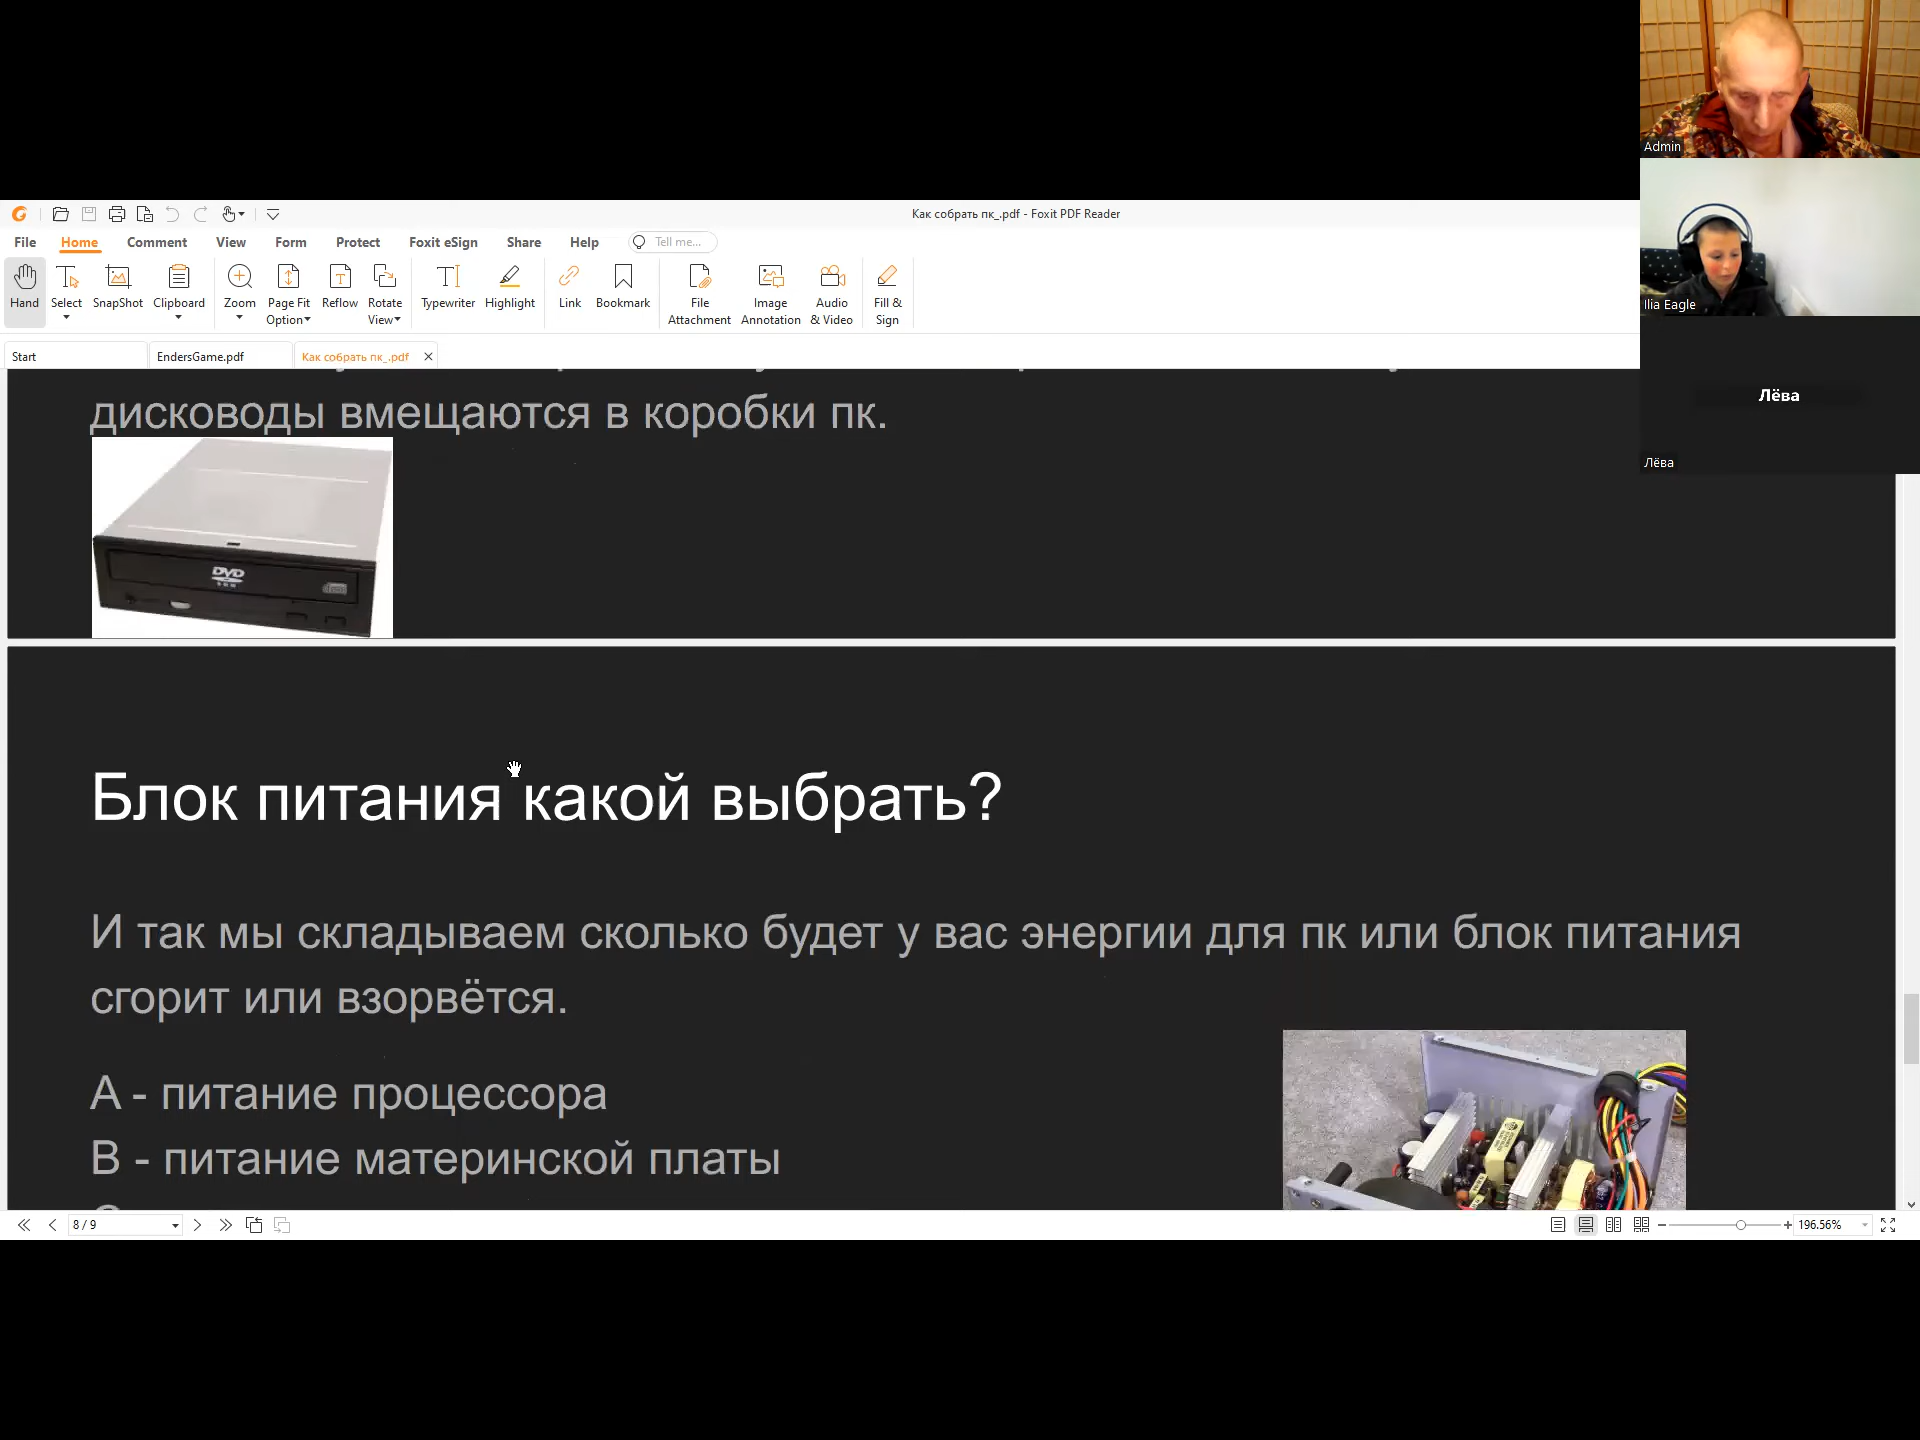 Admin
Как собрать пк_.pdf - Foxit PDF Reader
File Home Comment View Form Protect Foxit eSign Share Help Tell me...
Hand Select SnapShot Clipboard Zoom Page Fit Option Reflow Rotate View Typewriter Highlight Link Bookmark File Attachment Image Annotation Audio & Video Fill & Sign
Ilia Eagle
Start EndersGame.pdf Как собрать пк_.pdf
Лёва
Лёва
дисководы вмещаются в коробки пк.
DVD
Блок питания какой выбрать?
И так мы складываем сколько будет у вас энергии для пк или блок питания
сгорит или взорвётся.
А - питание процессора
В - питание материнской платы
8 / 9
196.56%